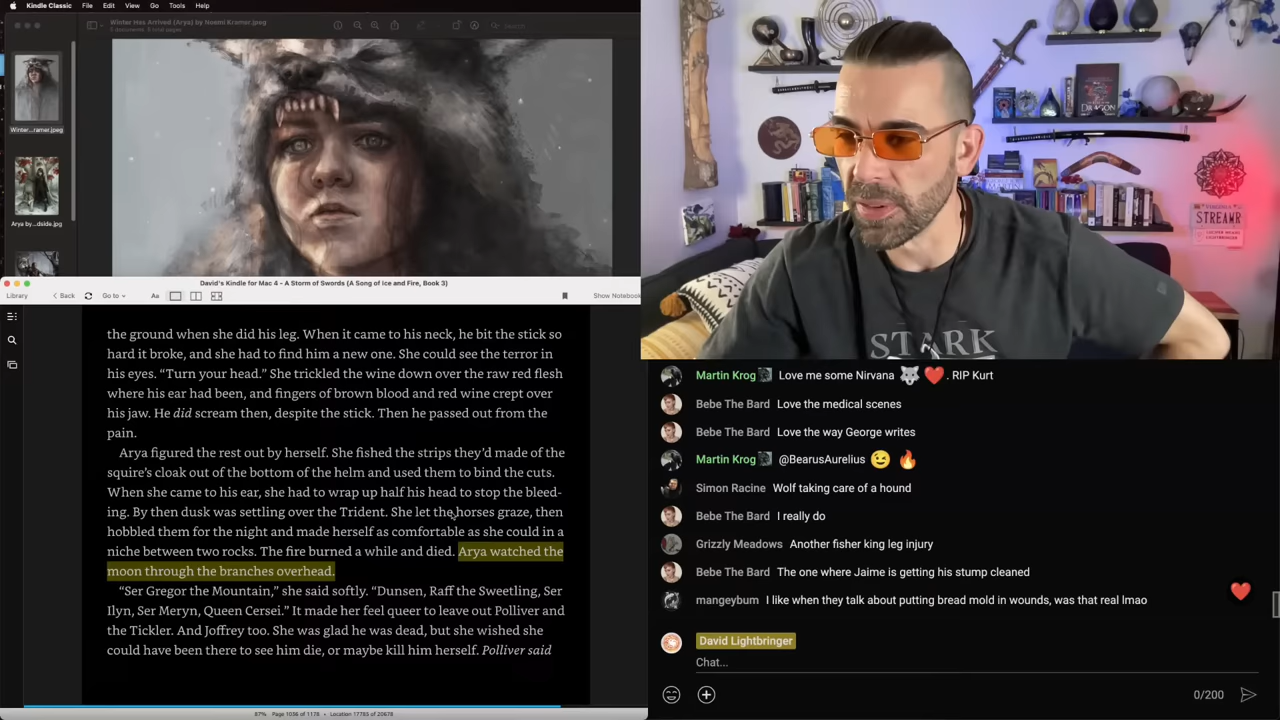 Kindle Classic File Edit View Go Tools Help
Winter Has Arrived (Arya) by Noemi Kramer.jpeg
Search
Winter...ramer.jpeg
Arya by...dside.jpg
David's Kindle for Mac 4 - A Storm of Swords (A Song of Ice and Fire, Book 3)
Library Back Go to Aa Show Notebook
the ground when she did his leg. When it came to his neck, he bit the stick so
hard it broke, and she had to find him a new one. She could see the terror in
his eyes. “Turn your head.” She trickled the wine down over the raw red flesh
where his ear had been, and fingers of brown blood and red wine crept over
his jaw. He did scream then, despite the stick. Then he passed out from the
pain.
Arya figured the rest out by herself. She fished the strips they’d made of the
squire’s cloak out of the bottom of the helm and used them to bind the cuts.
When she came to his ear, she had to wrap up half his head to stop the bleed-
ing. By then dusk was settling over the Trident. She let the horses graze, then
hobbled them for the night and made herself as comfortable as she could in a
niche between two rocks. The fire burned a while and died. Arya watched the
moon through the branches overhead.
“Ser Gregor the Mountain,” she said softly. “Dunsen, Raff the Sweetling, Ser
Ilyn, Ser Meryn, Queen Cersei.” It made her feel queer to leave out Polliver and
the Tickler. And Joffrey too. She was glad he was dead, but she wished she
could have been there to see him die, or maybe kill him herself. Polliver said
87% Page 1056 of 1178 • Location 17785 of 20678
DRAGON
STREAMR
STARK
Martin Krog Love me some Nirvana 🐺 ❤️ . RIP Kurt
Bebe The Bard Love the medical scenes
Bebe The Bard Love the way George writes
Martin Krog @BearusAurelius 😉 🔥
Simon Racine Wolf taking care of a hound
Bebe The Bard I really do
Grizzly Meadows Another fisher king leg injury
Bebe The Bard The one where Jaime is getting his stump cleaned
mangeybum I like when they talk about putting bread mold in wounds, was that real lmao
David Lightbringer
Chat...
0/200